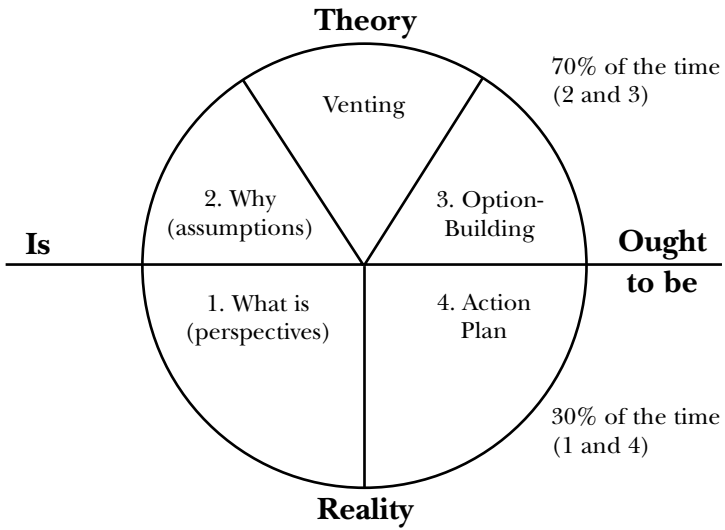 Theory
70% of the time
(2 and 3)
Venting
2. Why
(assumptions)
3. Option-
Building
Is
Ought
to be
1. What is
(perspectives)
4. Action
Plan
30% of the time
(1 and 4)
Reality